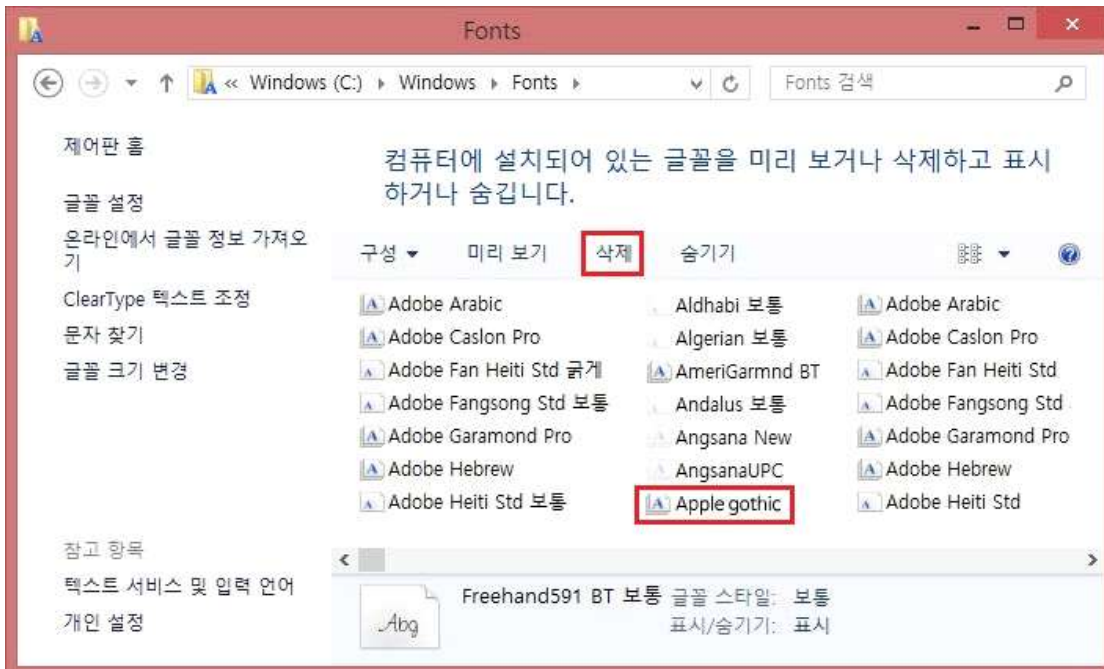 Fonts
« Windows (C:) ▸ Windows ▸ Fonts ▸
Fonts 검색
제어판 홈
글꼴 설정
온라인에서 글꼴 정보 가져오
기
ClearType 텍스트 조정
문자 찾기
글꼴 크기 변경
참고 항목
텍스트 서비스 및 입력 언어
개인 설정
컴퓨터에 설치되어 있는 글꼴을 미리 보거나 삭제하고 표시
하거나 숨깁니다.
구성 미리 보기 삭제 숨기기
Adobe Arabic
Adobe Caslon Pro
Adobe Fan Heiti Std 굵게
Adobe Fangsong Std 보통
Adobe Garamond Pro
Adobe Hebrew
Adobe Heiti Std 보통
Aldhabi 보통
Algerian 보통
AmeriGarmnd BT
Andalus 보통
Angsana New
AngsanaUPC
Apple gothic
Adobe Arabic
Adobe Caslon Pro
Adobe Fan Heiti Std
Adobe Fangsong Std
Adobe Garamond Pro
Adobe Hebrew
Adobe Heiti Std
Abg
Freehand591 BT 보통 글꼴 스타일: 보통
표시/숨기기: 표시